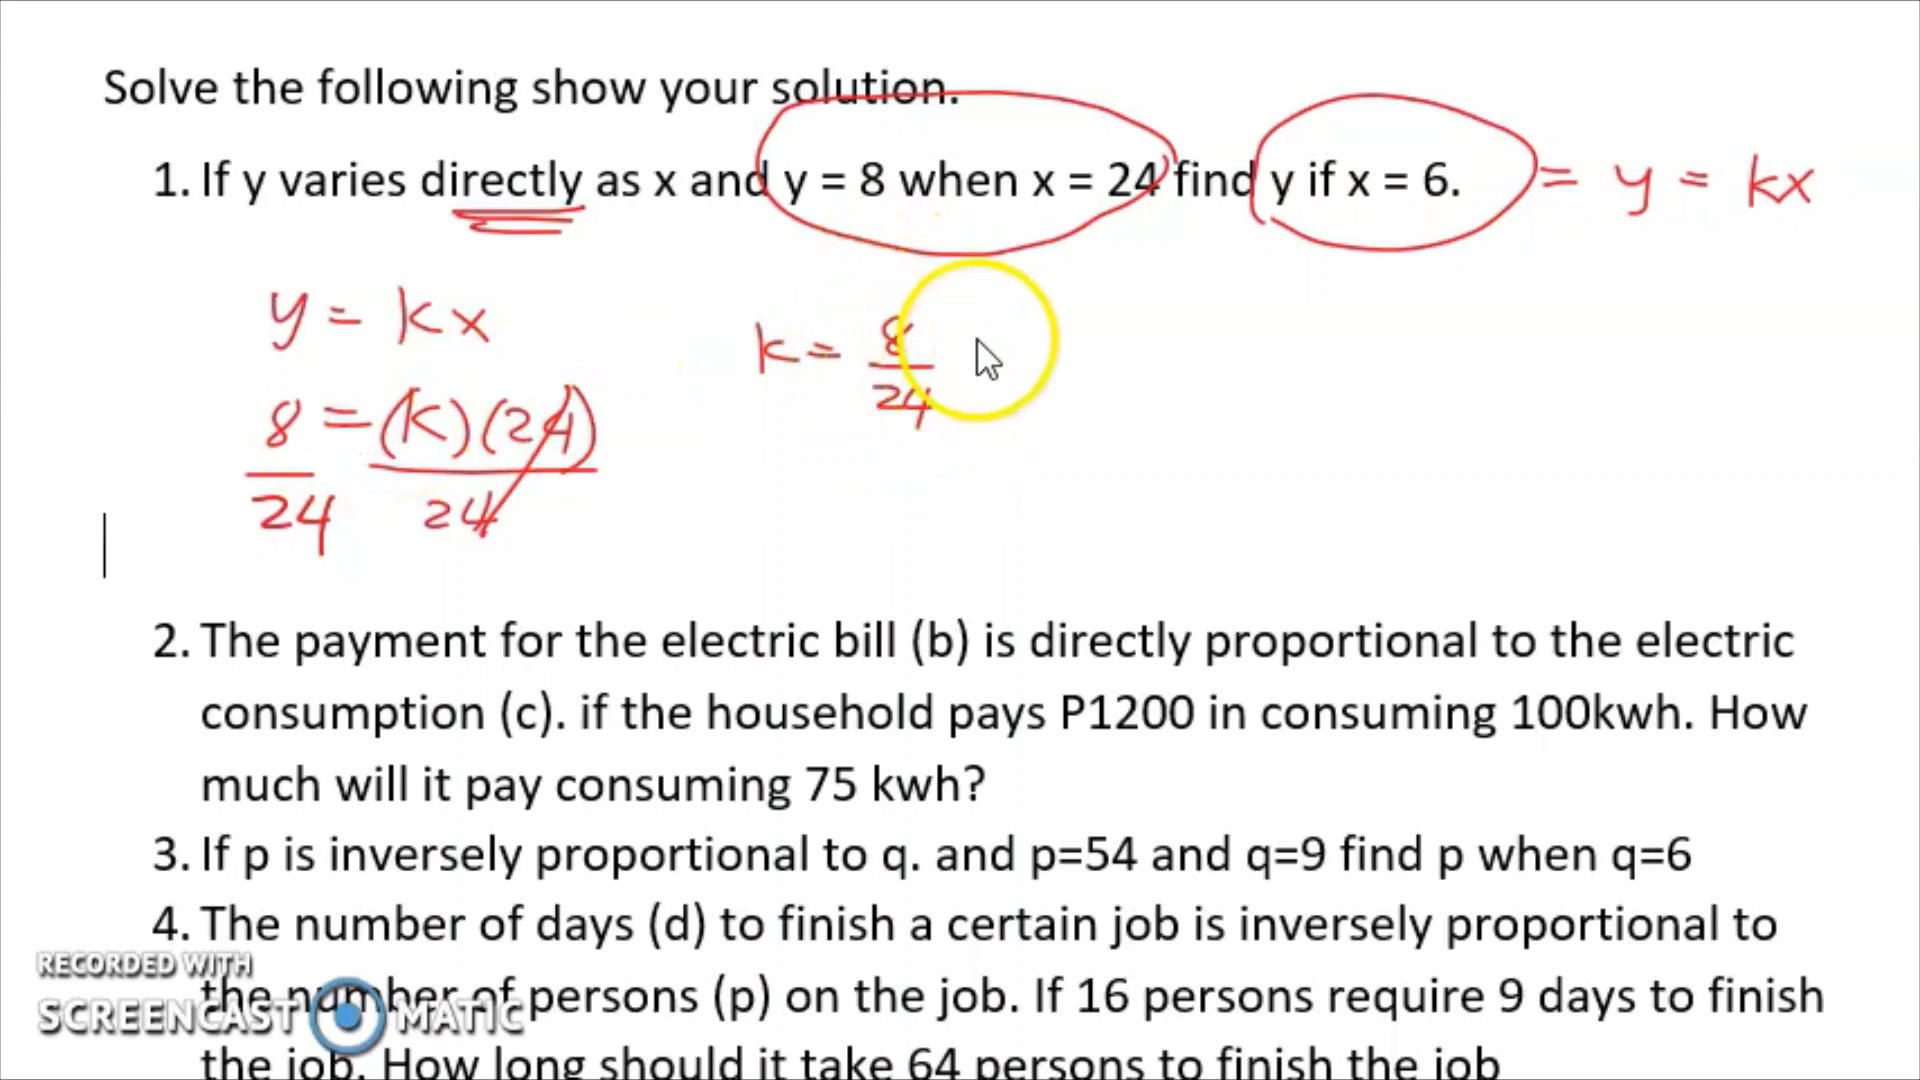 Solve the following show your solution.
1. If y varies directly as x and y = 8 when x = 24 find y if x = 6. = y = kx
y = kx
k = 8/24
8 = (k)(24)
24 24
2. The payment for the electric bill (b) is directly proportional to the electric
consumption (c). if the household pays P1200 in consuming 100kwh. How
much will it pay consuming 75 kwh?
3. If p is inversely proportional to q. and p=54 and q=9 find p when q=6
4. The number of days (d) to finish a certain job is inversely proportional to
RECORDED WITH
the number of persons (p) on the job. If 16 persons require 9 days to finish
SCREENCAST MATIC
the job. How long should it take 64 persons to finish the job